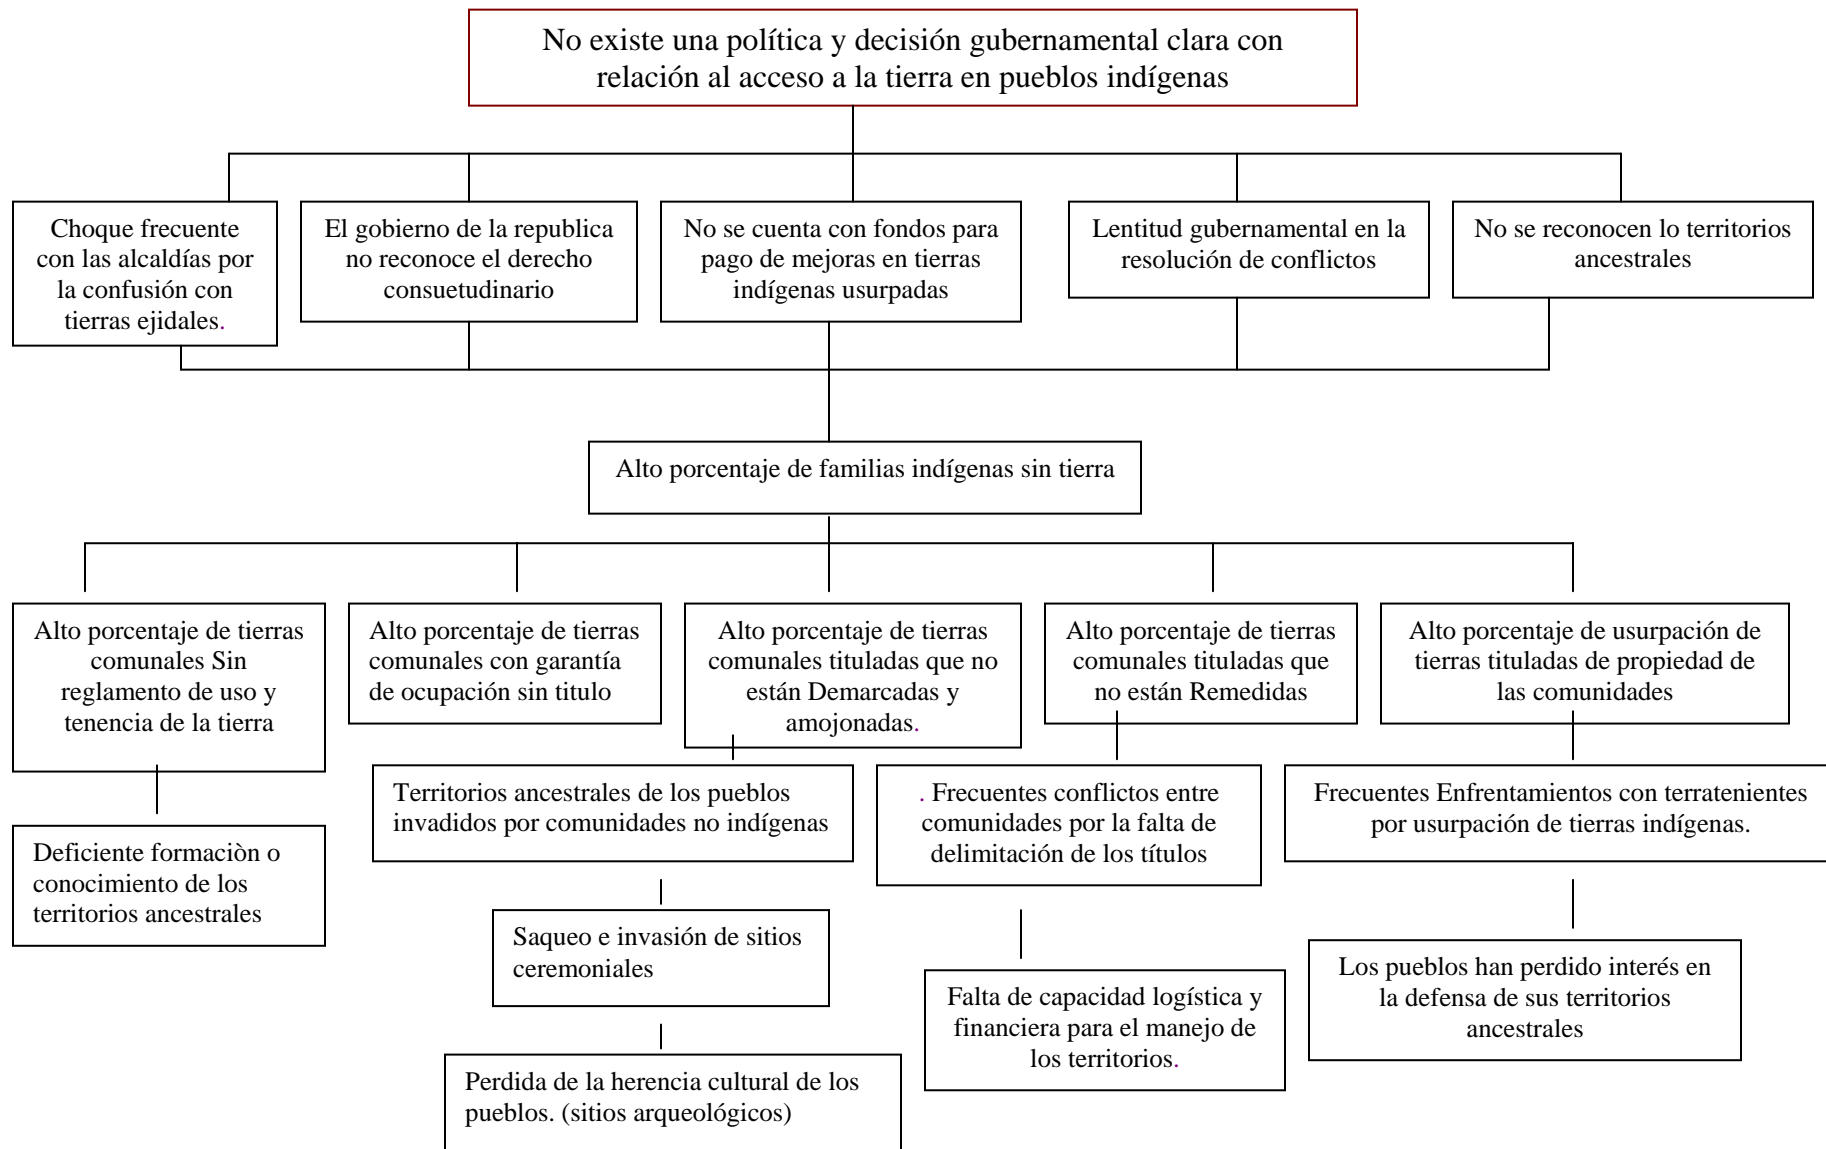 No existe una política y decisión gubernamental clara con
relación al acceso a la tierra en pueblos indígenas
Choque frecuente
con las alcaldías por
la confusión con
tierras ejidales.
El gobierno de la republica
no reconoce el derecho
consuetudinario
No se cuenta con fondos para
pago de mejoras en tierras
indígenas usurpadas
Lentitud gubernamental en la
resolución de conflictos
No se reconocen lo territorios
ancestrales
Alto porcentaje de familias indígenas sin tierra
Alto porcentaje de tierras
comunales Sin
reglamento de uso y
tenencia de la tierra
Alto porcentaje de tierras
comunales con garantía
de ocupación sin titulo
Alto porcentaje de tierras
comunales tituladas que no
están Demarcadas y
amojonadas.
Alto porcentaje de tierras
comunales tituladas que
no están Remedidas
Alto porcentaje de usurpación de
tierras tituladas de propiedad de
las comunidades
Deficiente formaciòn o
conocimiento de los
territorios ancestrales
Territorios ancestrales de los pueblos
invadidos por comunidades no indígenas
. Frecuentes conflictos entre
comunidades por la falta de
delimitación de los títulos
Frecuentes Enfrentamientos con terratenientes
por usurpación de tierras indígenas.
Saqueo e invasión de sitios
ceremoniales
Falta de capacidad logística y
financiera para el manejo de
los territorios.
Los pueblos han perdido interés en
la defensa de sus territorios
ancestrales
Perdida de la herencia cultural de los
pueblos. (sitios arqueológicos)